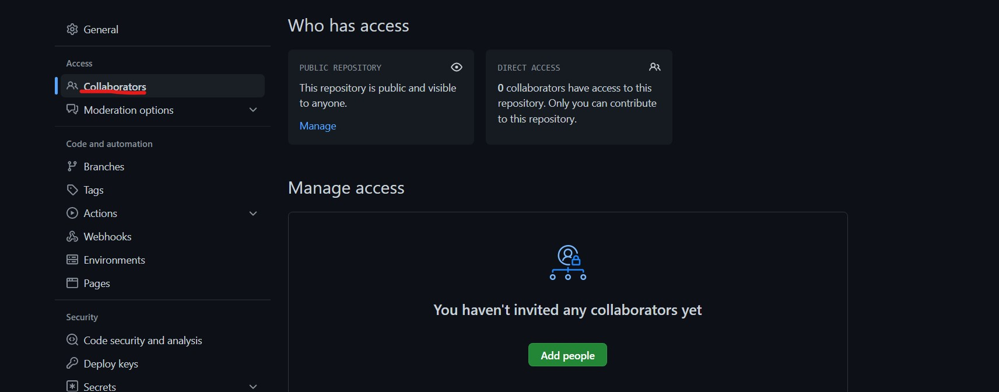 General
Access
Collaborators
Moderation options
Code and automation
Branches
Tags
Actions
Webhooks
Environments
Pages
Security
Code security and analysis
Deploy keys
Secrets
Who has access
PUBLIC REPOSITORY
This repository is public and visible
to anyone.
Manage
DIRECT ACCESS
0 collaborators have access to this
repository. Only you can contribute
to this repository.
Manage access
You haven't invited any collaborators yet
Add people